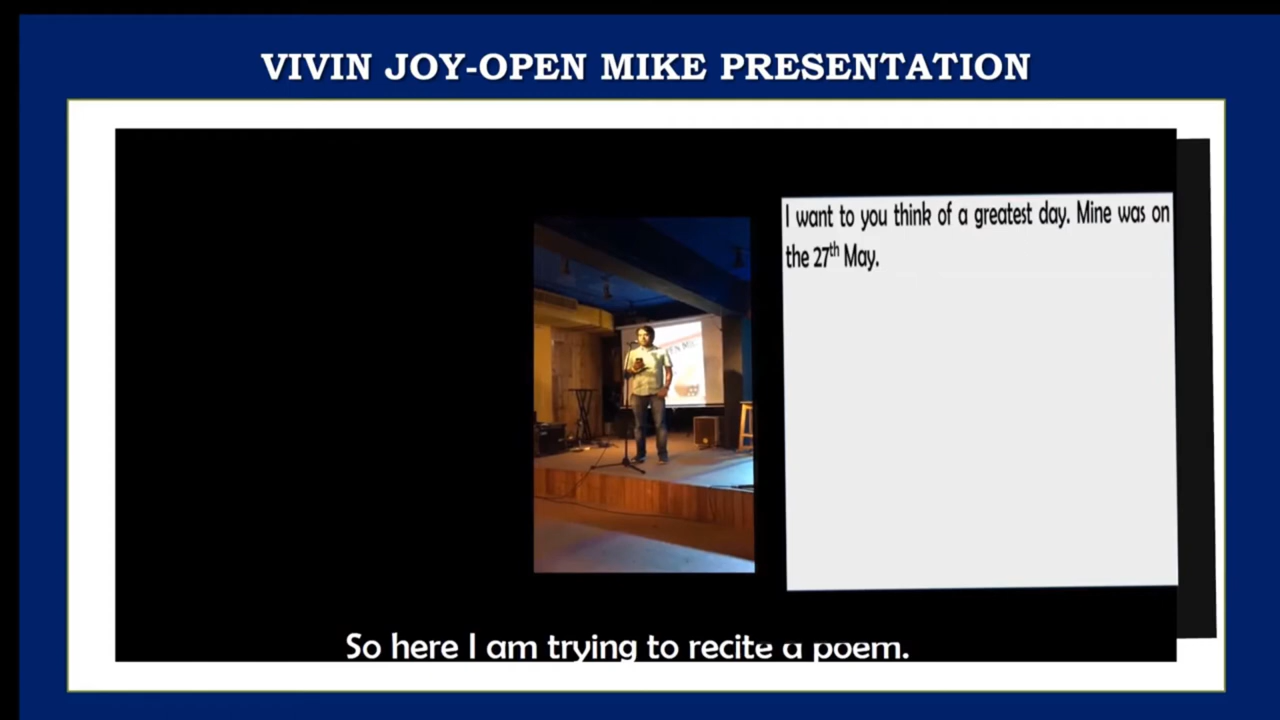 VIVIN JOY-OPEN MIKE PRESENTATION
I want to you think of a greatest day. Mine was on
the 27th May.
So here I am trying to recite a poem.